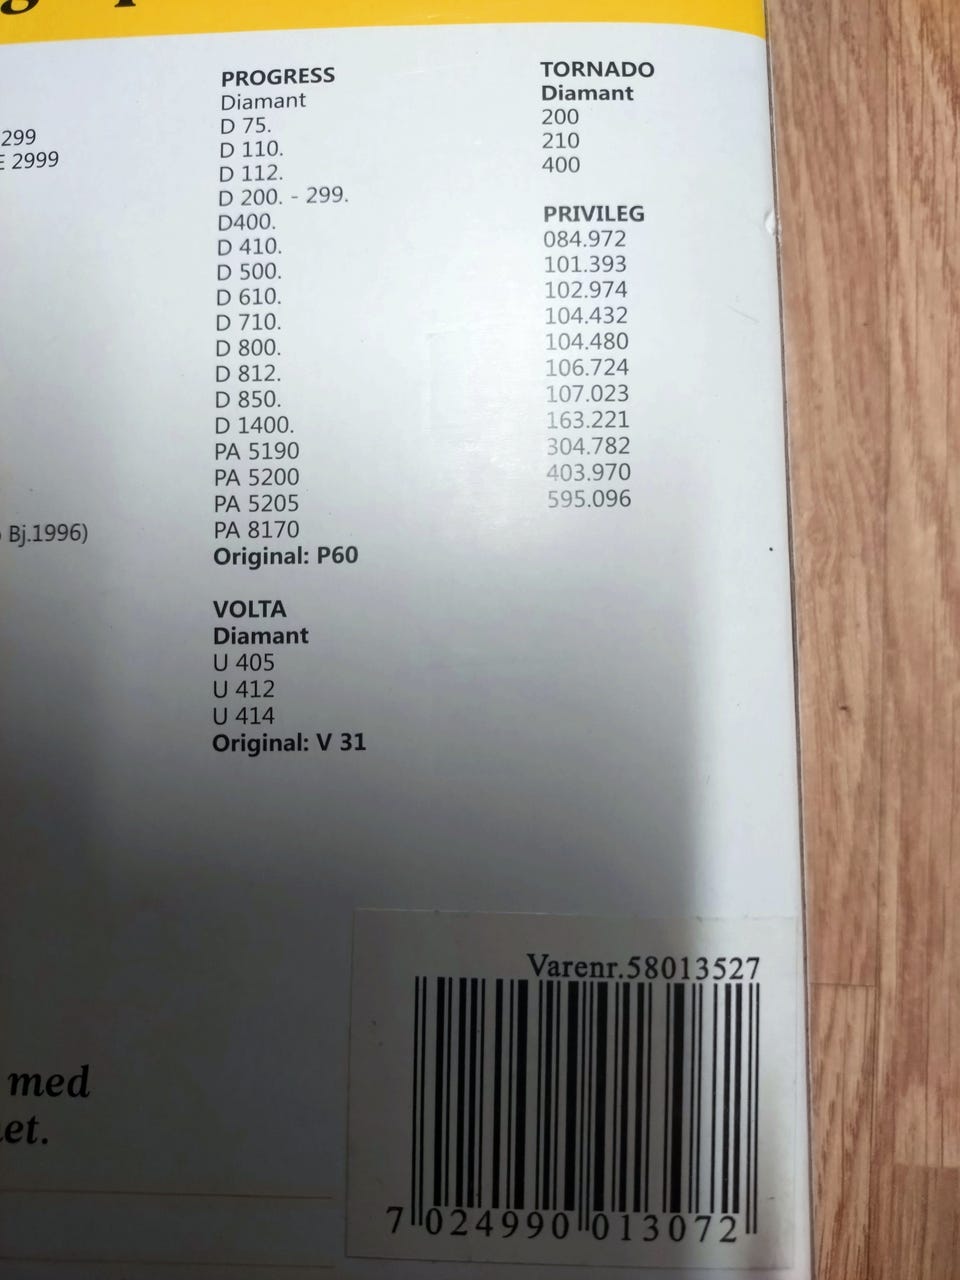 299
E 2999
Bj.1996)
PROGRESS
Diamant
D 75.
D 110.
D 112.
D 200. - 299.
D400.
D 410.
D 500.
D 610.
D 710.
D 800.
D 812.
D 850.
D 1400.
PA 5190
PA 5200
PA 5205
PA 8170
Original: P60
VOLTA
Diamant
U 405
U 412
U 414
Original: V 31
TORNADO
Diamant
200
210
400
PRIVILEG
084.972
101.393
102.974
104.432
104.480
106.724
107.023
163.221
304.782
403.970
595.096
med
et.
Varenr.58013527
7 024990 013072